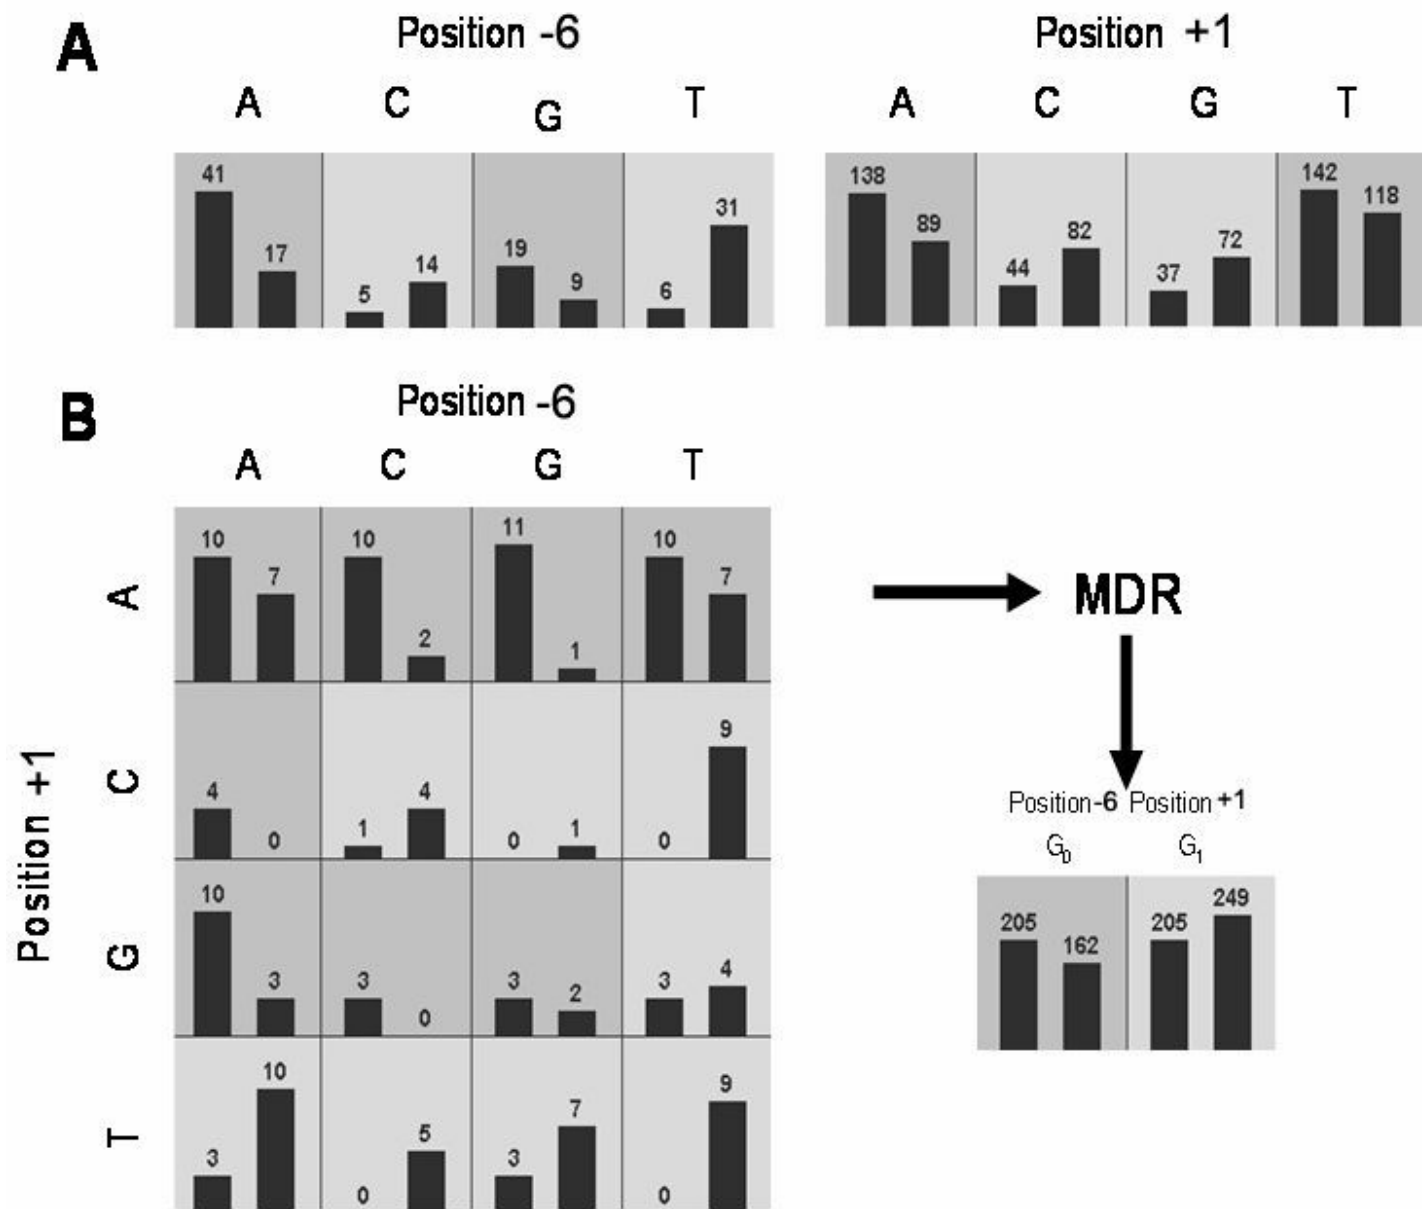 A
Position -6
Position +1
A C G T
A C G T
41 17 5 14 19 9 6 31
138 89 44 82 37 72 142 118
B
Position -6
A C G T
Position +1
A
10 7 10 2 11 1 10 7
C
4 0 1 4 0 1 0 9
G
10 3 3 0 3 2 3 4
T
3 10 0 5 3 7 0 9
MDR
Position-6 Position+1
G0 G1
205 162 205 249